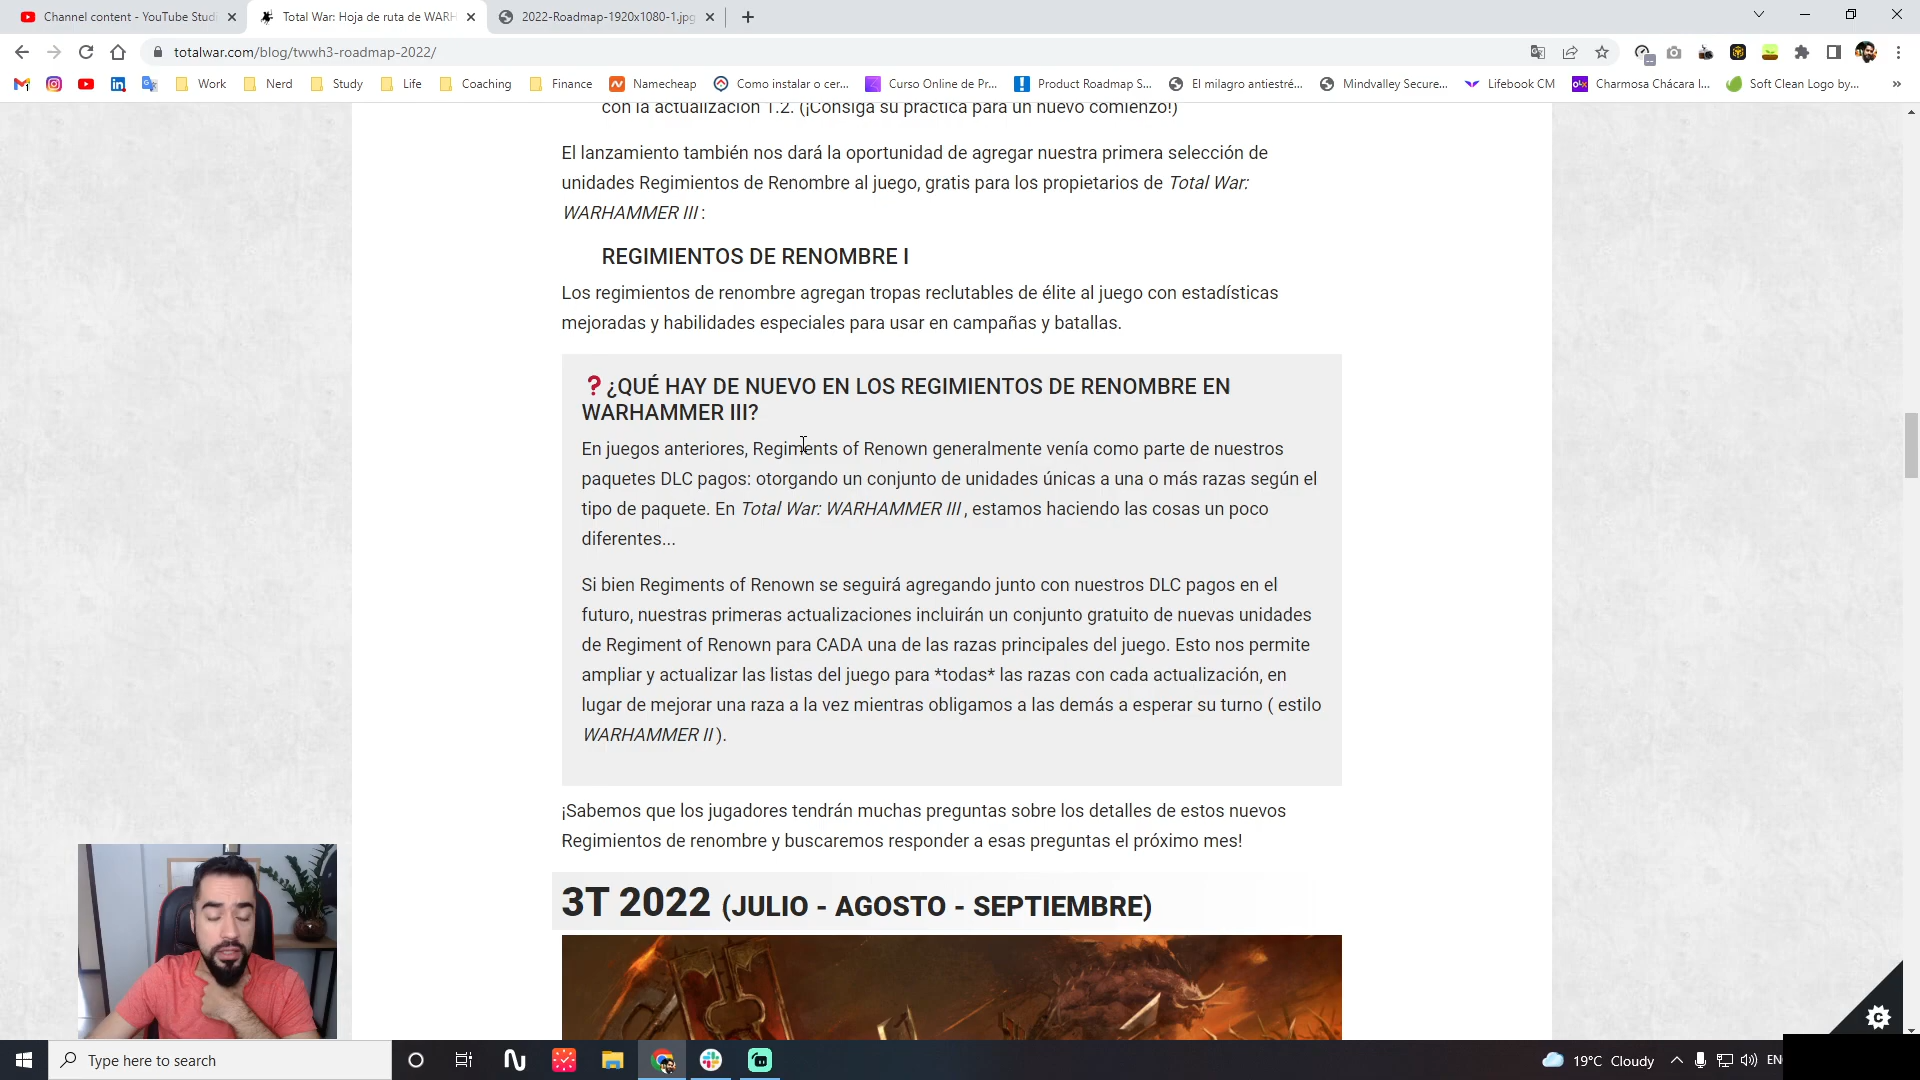 Channel content - YouTube Studi
Total War: Hoja de ruta de WARH
2022-Roadmap-1920x1080-1.jpg
totalwar.com/blog/twwh3-roadmap-2022/
Work
Nerd
Study
Life
Coaching
Finance
Namecheap
Como instalar o cer...
Curso Online de Pr...
Product Roadmap S...
El milagro antiestré...
Mindvalley Secure...
Lifebook CM
Charmosa Chácara I...
Soft Clean Logo by...
con la actualización 1.2. (¡Consiga su práctica para un nuevo comienzo!)
El lanzamiento también nos dará la oportunidad de agregar nuestra primera selección de
unidades Regimientos de Renombre al juego, gratis para los propietarios de Total War:
WARHAMMER III :
REGIMIENTOS DE RENOMBRE I
Los regimientos de renombre agregan tropas reclutables de élite al juego con estadísticas
mejoradas y habilidades especiales para usar en campañas y batallas.
❓¿QUÉ HAY DE NUEVO EN LOS REGIMIENTOS DE RENOMBRE EN
WARHAMMER III?
En juegos anteriores, Regiments of Renown generalmente venía como parte de nuestros
paquetes DLC pagos: otorgando un conjunto de unidades únicas a una o más razas según el
tipo de paquete. En Total War: WARHAMMER III , estamos haciendo las cosas un poco
diferentes...
Si bien Regiments of Renown se seguirá agregando junto con nuestros DLC pagos en el
futuro, nuestras primeras actualizaciones incluirán un conjunto gratuito de nuevas unidades
de Regiment of Renown para CADA una de las razas principales del juego. Esto nos permite
ampliar y actualizar las listas del juego para *todas* las razas con cada actualización, en
lugar de mejorar una raza a la vez mientras obligamos a las demás a esperar su turno ( estilo
WARHAMMER II ).
¡Sabemos que los jugadores tendrán muchas preguntas sobre los detalles de estos nuevos
Regimientos de renombre y buscaremos responder a esas preguntas el próximo mes!
3T 2022 (JULIO - AGOSTO - SEPTIEMBRE)
Type here to search
19°C Cloudy
EN